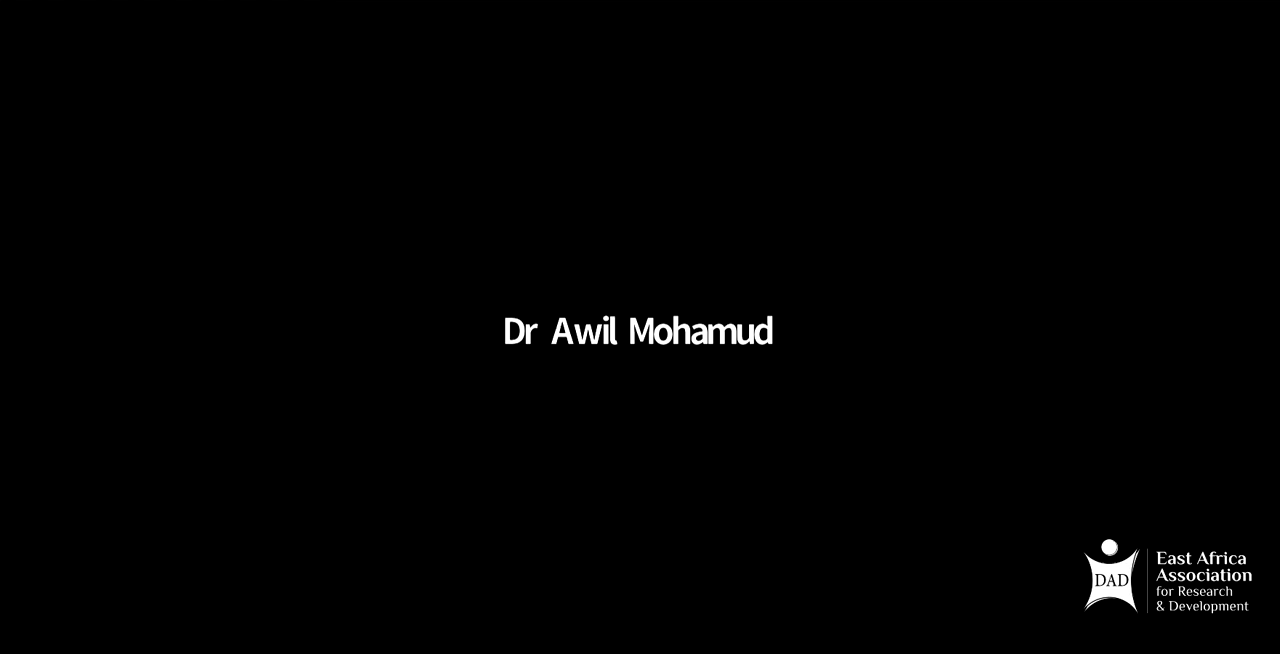 Dr Awil Mohamud
DAD
East Africa
Association
for Research
& Development